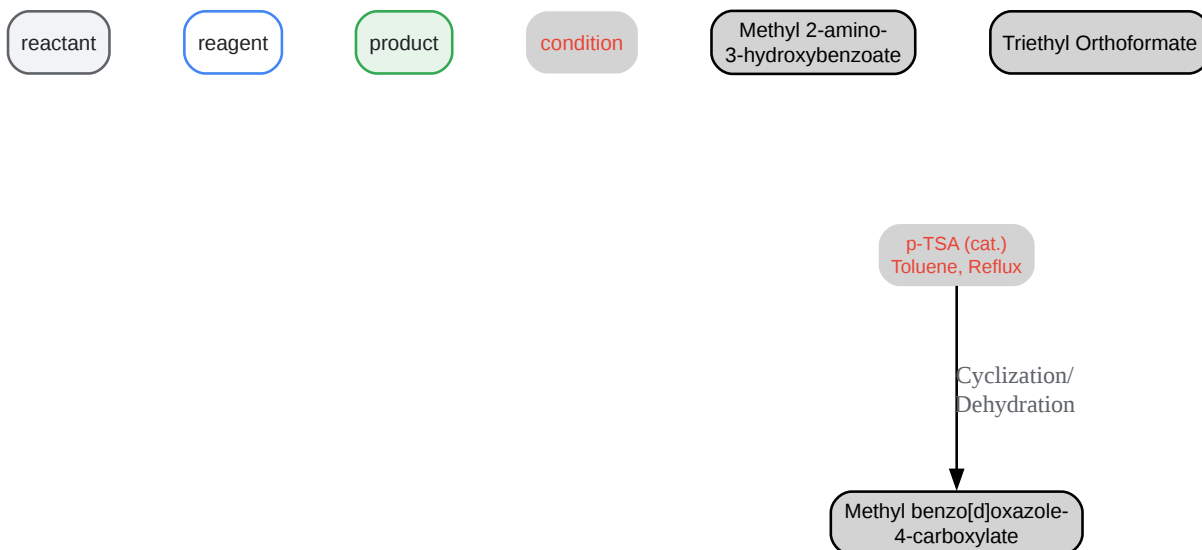 reactant
reagent
product
condition
Methyl 2-amino-
3-hydroxybenzoate
Triethyl Orthoformate
p-TSA (cat.)
Toluene, Reflux
Cyclization/
Dehydration
Methyl benzo[d]oxazole-
4-carboxylate